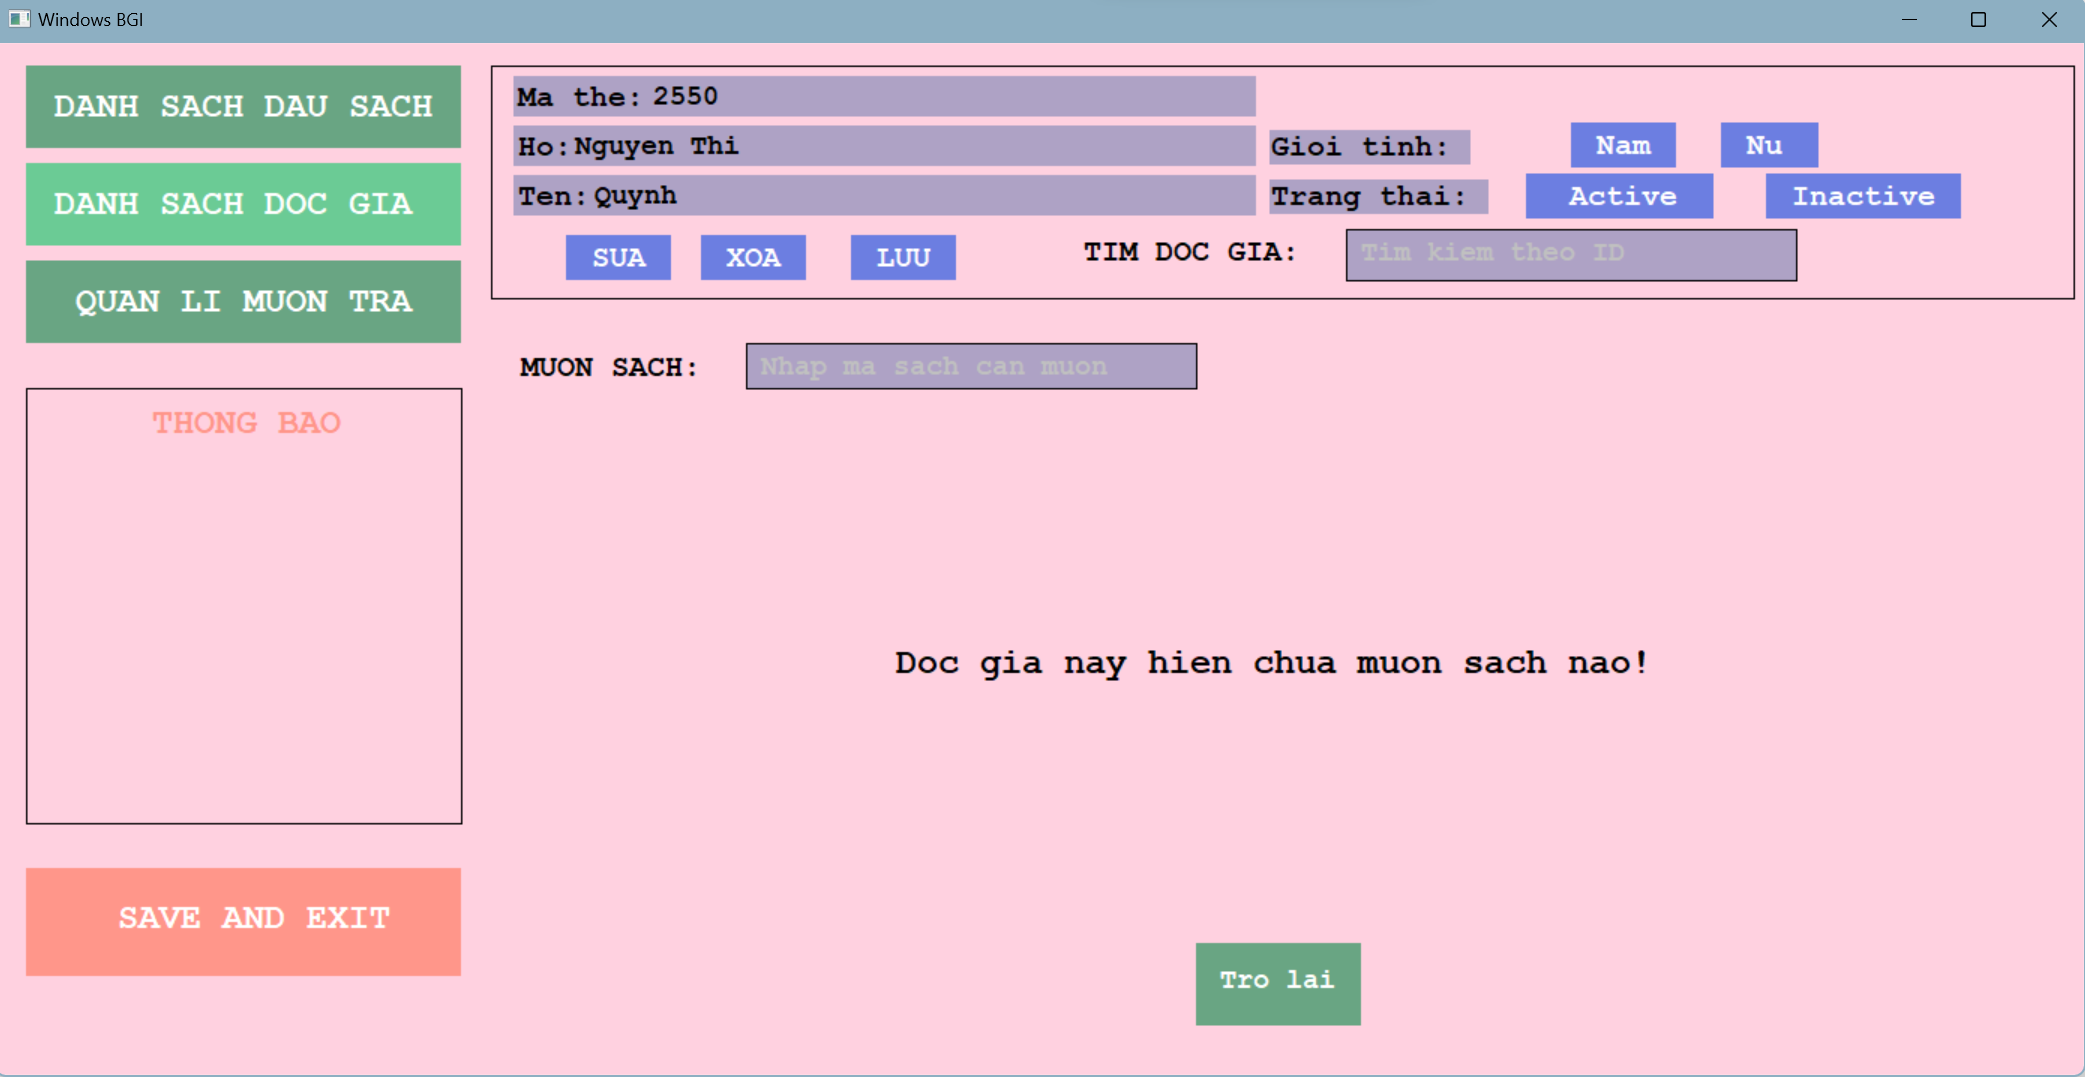 Windows BGI
DANH SACH DAU SACH
DANH SACH DOC GIA
QUAN LI MUON TRA
THONG BAO
SAVE AND EXIT
Ma the: 2550
Ho: Nguyen Thi
Gioi tinh: Nam Nu
Ten: Quynh
Trang thai: Active Inactive
SUA XOA LUU
TIM DOC GIA: Tim kiem theo ID
MUON SACH: Nhap ma sach can muon
Doc gia nay hien chua muon sach nao!
Tro lai